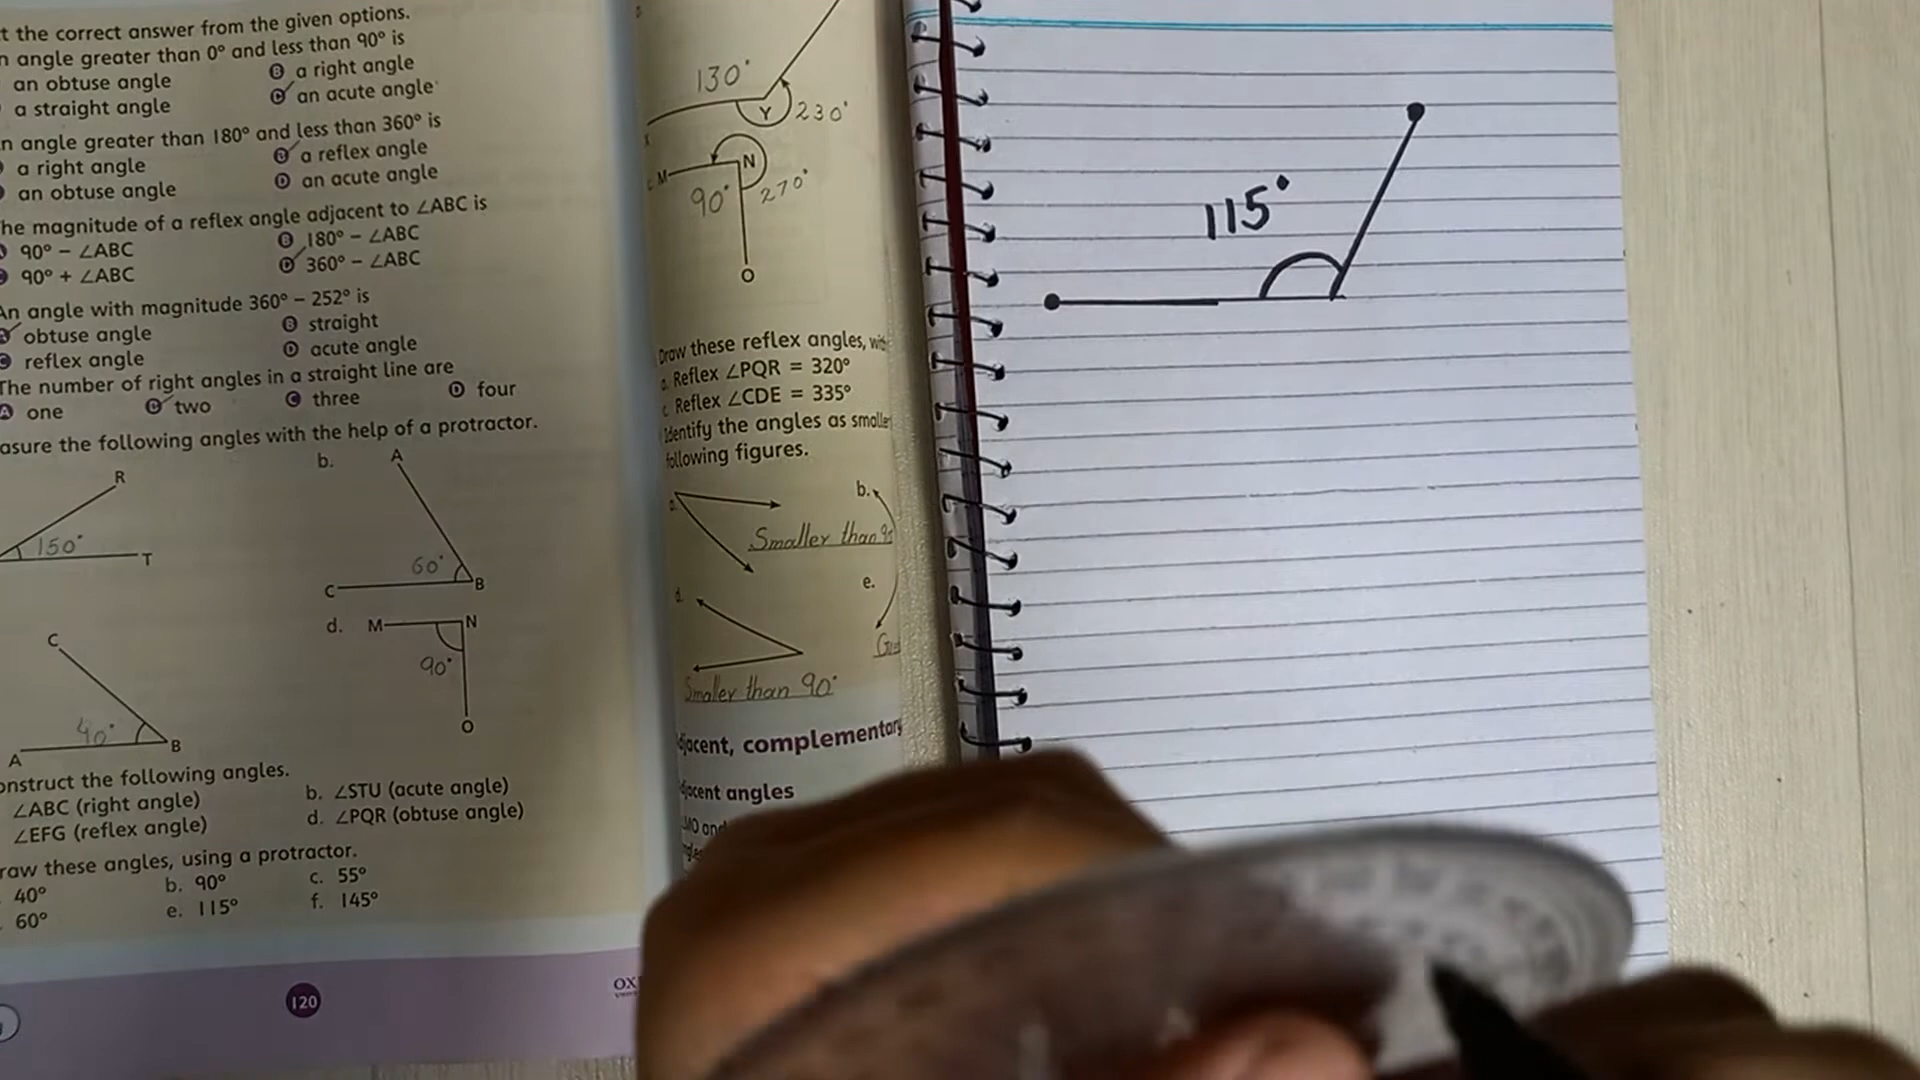 t the correct answer from the given options.
n angle greater than 0° and less than 90° is
an obtuse angle B a right angle
a straight angle an acute angle
n angle greater than 180° and less than 360° is
a right angle B a reflex angle
an obtuse angle D an acute angle
he magnitude of a reflex angle adjacent to ∠ABC is
90° − ∠ABC B 180° − ∠ABC
90° + ∠ABC D 360° − ∠ABC
An angle with magnitude 360° − 252° is
obtuse angle B straight
C reflex angle D acute angle
The number of right angles in a straight line are
A one two C three D four
asure the following angles with the help of a protractor.
R
150°
T
b. A
60°
C B
C
40°
A B
d. M N
90°
O
onstruct the following angles.
∠ABC (right angle) b. ∠STU (acute angle)
∠EFG (reflex angle) d. ∠PQR (obtuse angle)
raw these angles, using a protractor.
40° b. 90° c. 55°
60° e. 115° f. 145°
120
OX
130°
Y 230°
X
c. M N
90° 270°
O
Draw these reflex angles, with
a. Reflex ∠PQR = 320°
c. Reflex ∠CDE = 335°
Identify the angles as smaller
following figures.
a. b.
Smaller than 90
d. e.
Smaller than 90°
djacent, complementary
djacent angles
MO and
115°